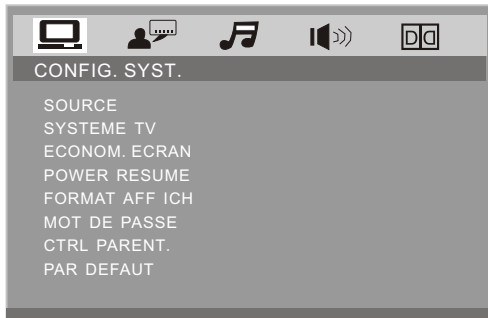 CONFIG. SYST.
SOURCE
SYSTEME TV
ECONOM. ECRAN
POWER RESUME
FORMAT AFF ICH
MOT DE PASSE
CTRL PARENT.
PAR DEFAUT